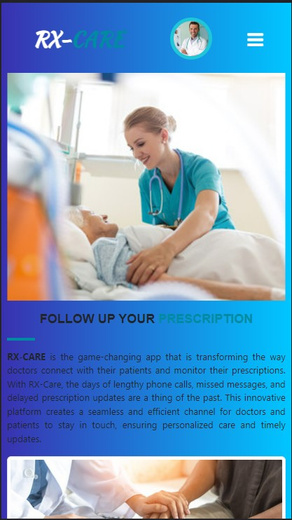 RX-CARE
FOLLOW UP YOUR PRESCRIPTION
RX-CARE is the game-changing app that is transforming the way
doctors connect with their patients and monitor their prescriptions.
With RX-Care, the days of lengthy phone calls, missed messages, and
delayed prescription updates are a thing of the past. This innovative
platform creates a seamless and efficient channel for doctors and
patients to stay in touch, ensuring personalized care and timely
updates.